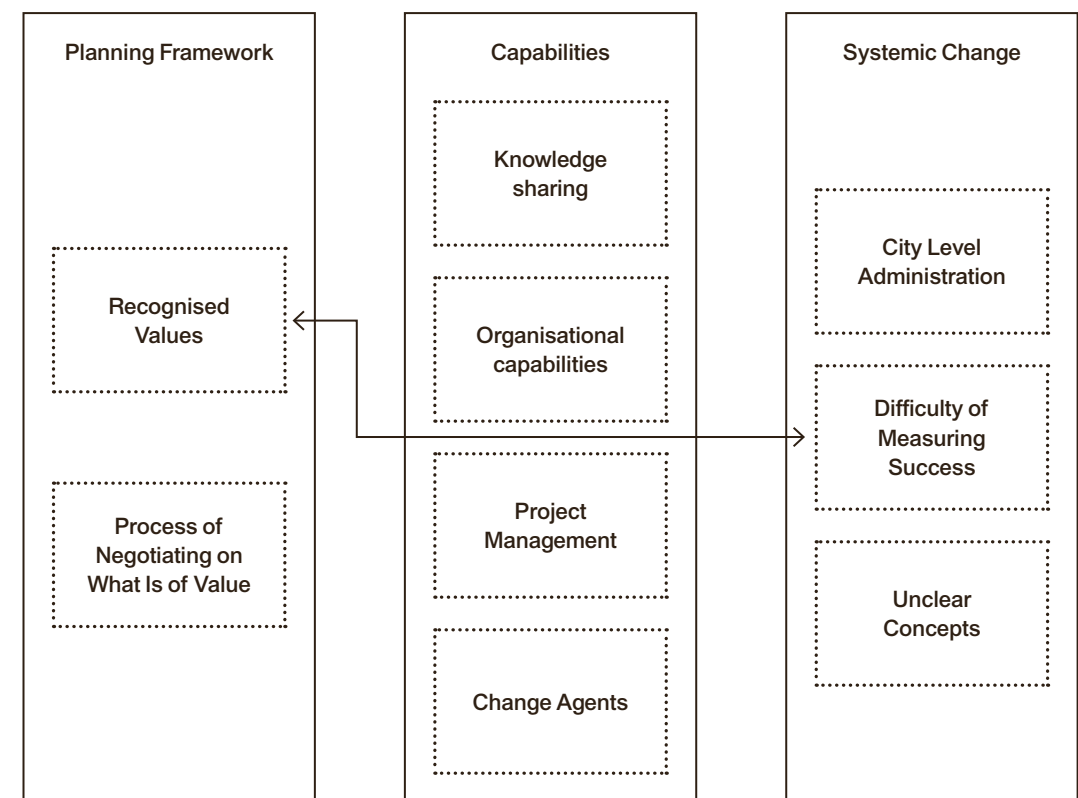 Planning Framework
Recognised
Values
Process of
Negotiating on
What Is of Value
Capabilities
Knowledge
sharing
Organisational
capabilities
Project
Management
Change Agents
Systemic Change
City Level
Administration
Difficulty of
Measuring
Success
Unclear
Concepts